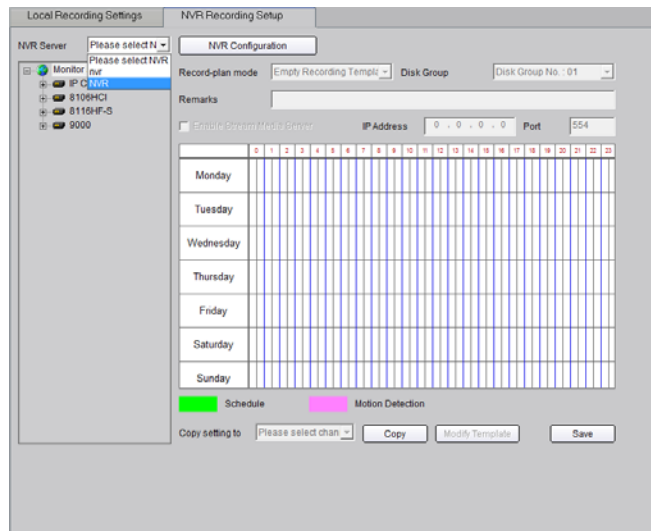 Local Recording Settings NVR Recording Setup
NVR Server Please select N NVR Configuration
Please select NVR
nvr
NVR
Monitor
IP C
8106HCI
8116HF-S
9000
Record-plan mode Empty Recording Templa Disk Group Disk Group No. : 01
Remarks
Enable Stream Media Server IP Address 0 . 0 . 0 . 0 Port 554
0 1 2 3 4 5 6 7 8 9 10 11 12 13 14 15 16 17 18 19 20 21 22 23
Monday
Tuesday
Wednesday
Thursday
Friday
Saturday
Sunday
Schedule Motion Detection
Copy setting to Please select chan Copy Modify Template Save